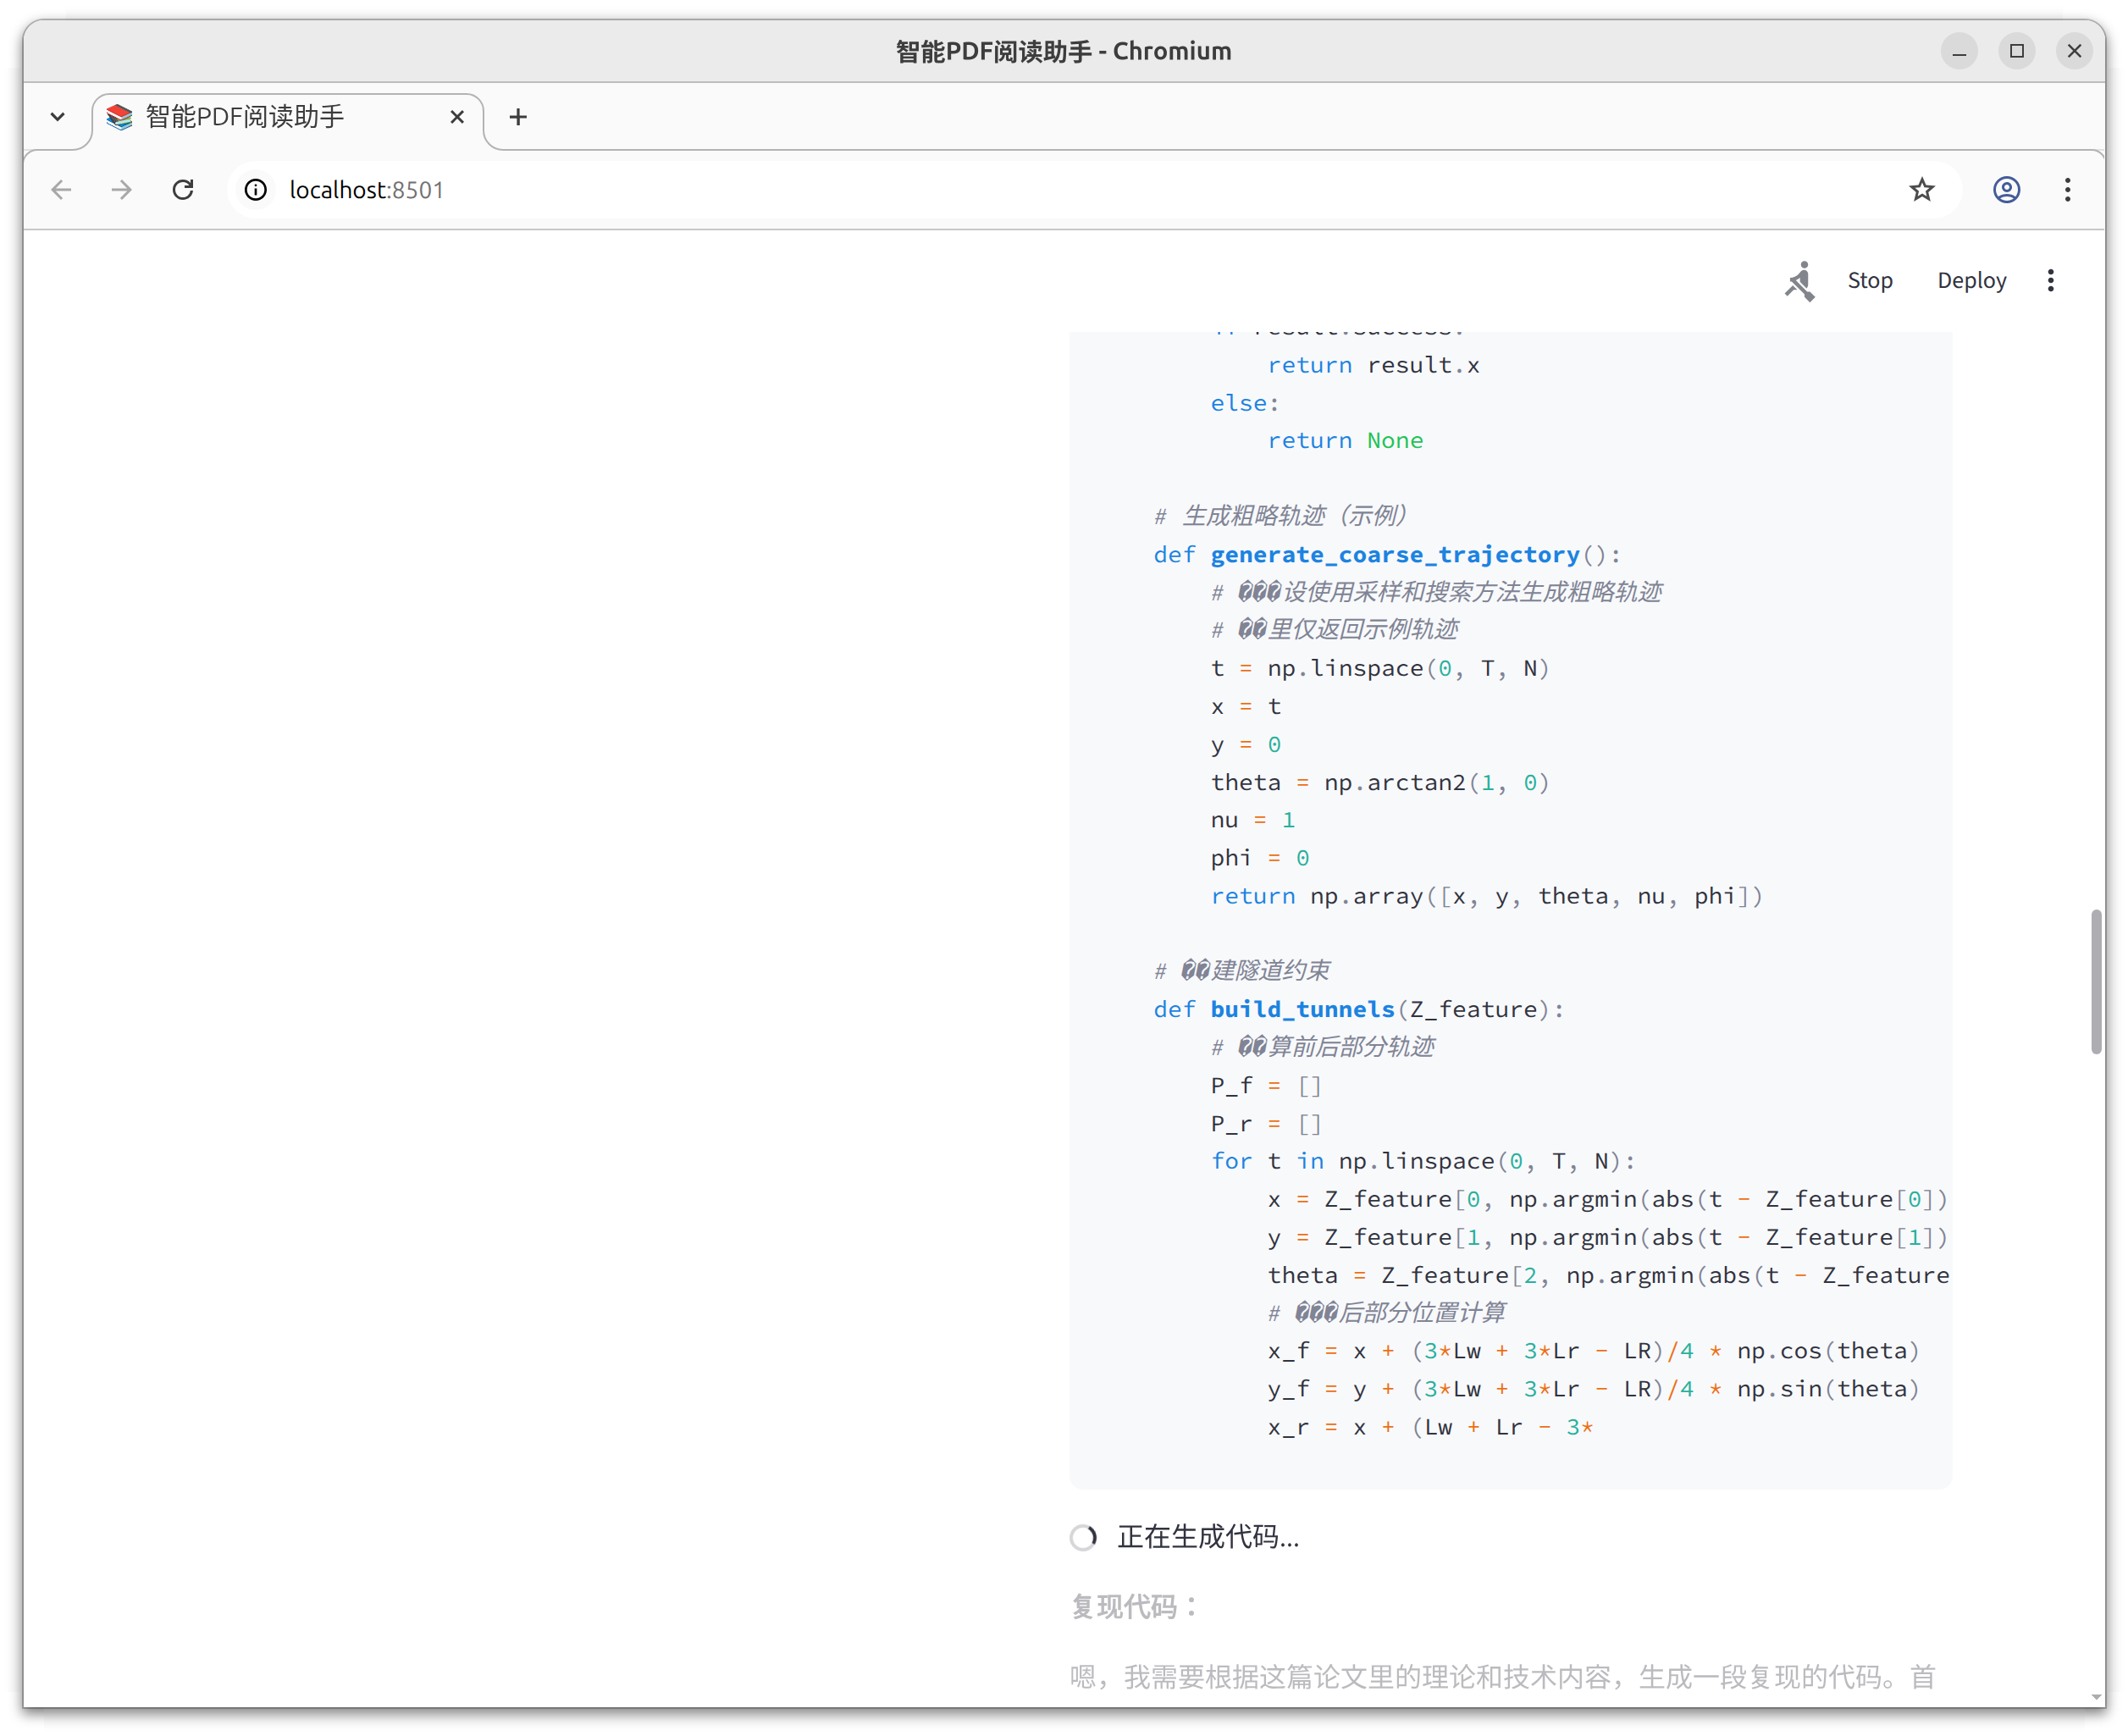 智能PDF阅读助手 - Chromium
智能PDF阅读助手
localhost:8501
Stop Deploy
return result.x
else:
return None
# 生成粗略轨迹（示例）
def generate_coarse_trajectory():
# ���设使用采样和搜索方法生成粗略轨迹
# ��里仅返回示例轨迹
t = np.linspace(0, T, N)
x = t
y = 0
theta = np.arctan2(1, 0)
nu = 1
phi = 0
return np.array([x, y, theta, nu, phi])
# ��建隧道约束
def build_tunnels(Z_feature):
# ��算前后部分轨迹
P_f = []
P_r = []
for t in np.linspace(0, T, N):
x = Z_feature[0, np.argmin(abs(t - Z_feature[0])
y = Z_feature[1, np.argmin(abs(t - Z_feature[1])
theta = Z_feature[2, np.argmin(abs(t - Z_feature
# ���后部分位置计算
x_f = x + (3*Lw + 3*Lr - LR)/4 * np.cos(theta)
y_f = y + (3*Lw + 3*Lr - LR)/4 * np.sin(theta)
x_r = x + (Lw + Lr - 3*
正在生成代码...
复现代码：
嗯，我需要根据这篇论文里的理论和技术内容，生成一段复现的代码。首